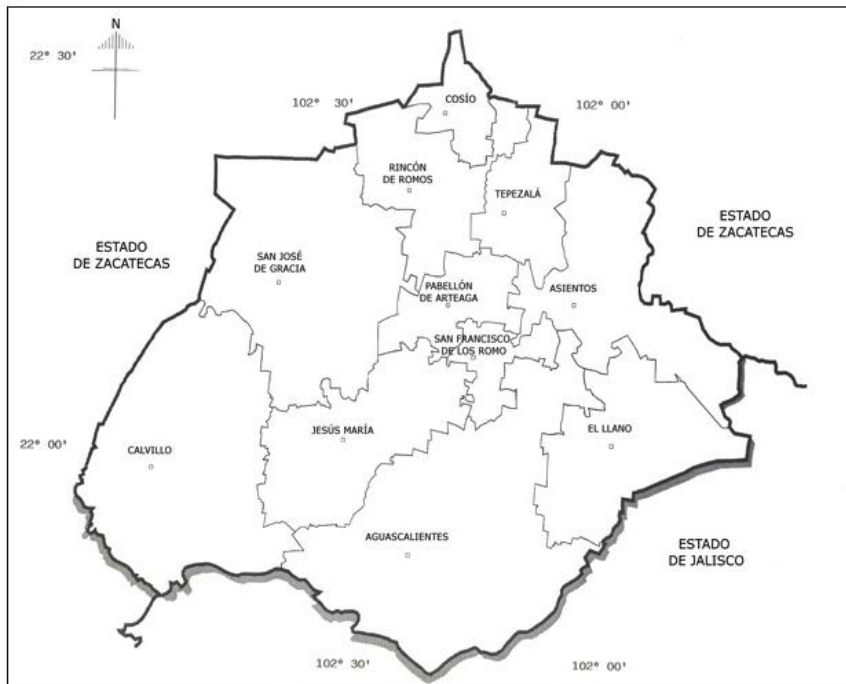 N
22° 30'
102° 30'
COSÍO
102° 00'
RINCÓN
DE ROMOS
TEPEZALÁ
ESTADO
DE ZACATECAS
ESTADO
DE ZACATECAS
SAN JOSÉ
DE GRACIA
PABELLÓN
DE ARTEAGA
ASIENTOS
SAN FRANCISCO
DE LOS ROMO
22° 00'
CALVILLO
JESÚS MARÍA
EL LLANO
AGUASCALIENTES
ESTADO
DE JALISCO
102° 30'
102° 00'